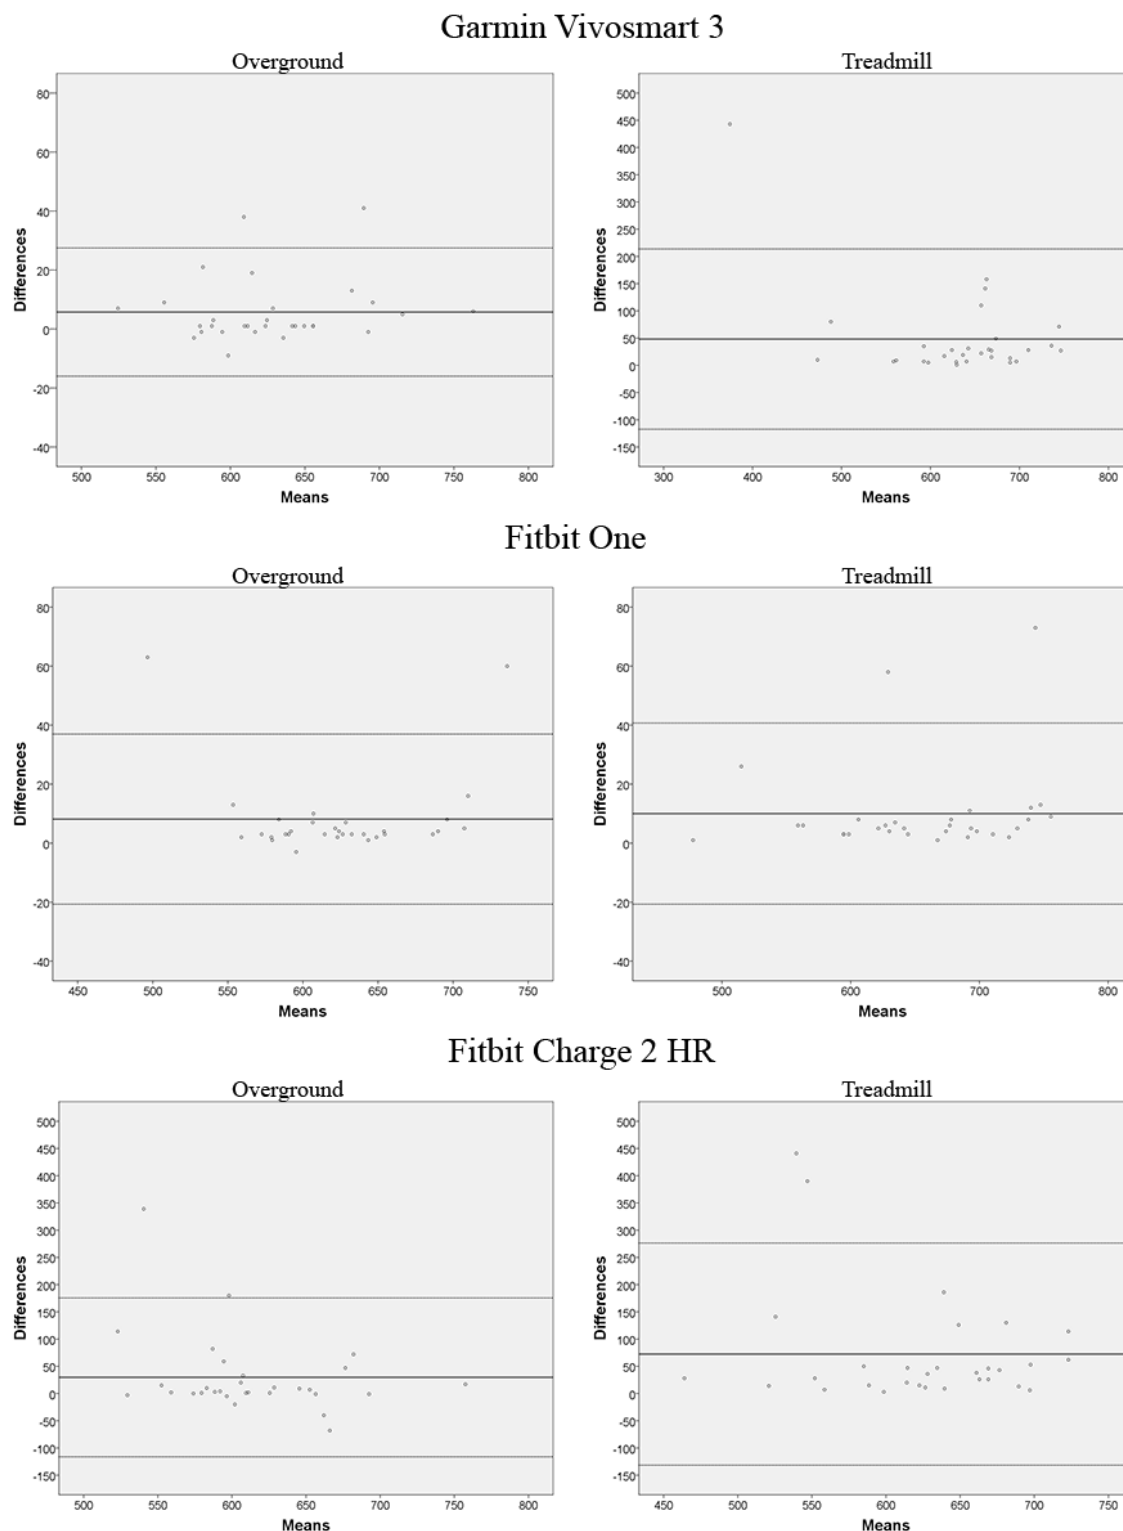 Garmin Vivosmart 3
Overground Treadmill
80
60
40
20
0
-20
-40
Differences
500 550 600 650 700 750 800
Means
500
450
400
350
300
250
200
150
100
50
0
-50
-100
-150
Differences
300 400 500 600 700 800
Means
Fitbit One
Overground Treadmill
80
60
40
20
0
-20
-40
Differences
450 500 550 600 650 700 750
Means
80
60
40
20
0
-20
-40
Differences
500 600 700 800
Means
Fitbit Charge 2 HR
Overground Treadmill
500
450
400
350
300
250
200
150
100
50
0
-50
-100
-150
Differences
500 550 600 650 700 750 800
Means
500
450
400
350
300
250
200
150
100
50
0
-50
-100
-150
Differences
450 500 550 600 650 700 750
Means